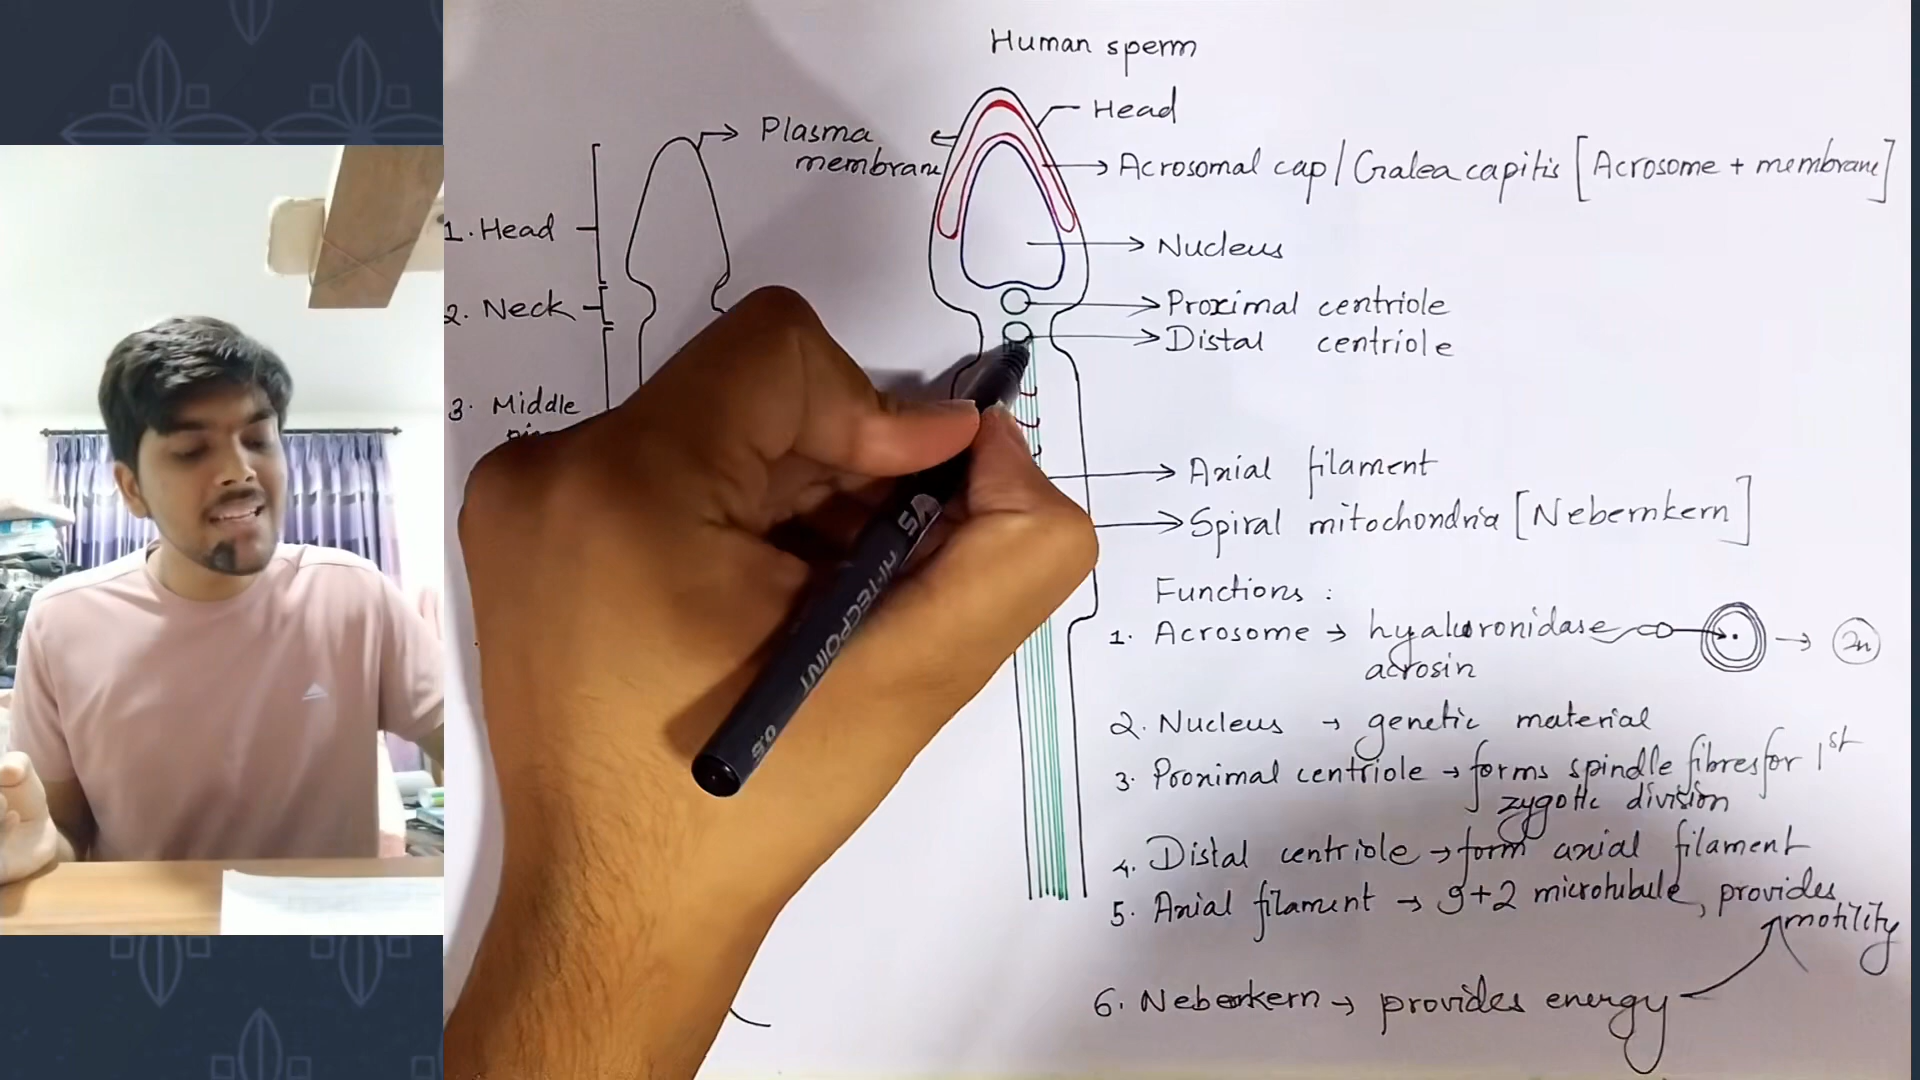 Human sperm
Head
Plasma
membrane
Acrosomal cap/Galea capitis [Acrosome + membrane]
1. Head
Nucleus
2. Neck
Proximal centriole
Distal centriole
3. Middle
Axial filament
Spiral mitochondria [Nebernkern]
Functions :
1. Acrosome → hyaluronidase → 2n
acrosin
2. Nucleus → genetic material
3. Proximal centriole → forms spindle fibres for 1st
zygotic division
4. Distal centriole → form axial filament
5. Axial filament → 9+2 microtubule, provides
motility
6. Nebenkern → provides energy
V5
HI-TECPOINT
0.5